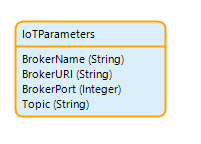 IoTParameters
BrokerName (String)
BrokerURI (String)
BrokerPort (Integer)
Topic (String)